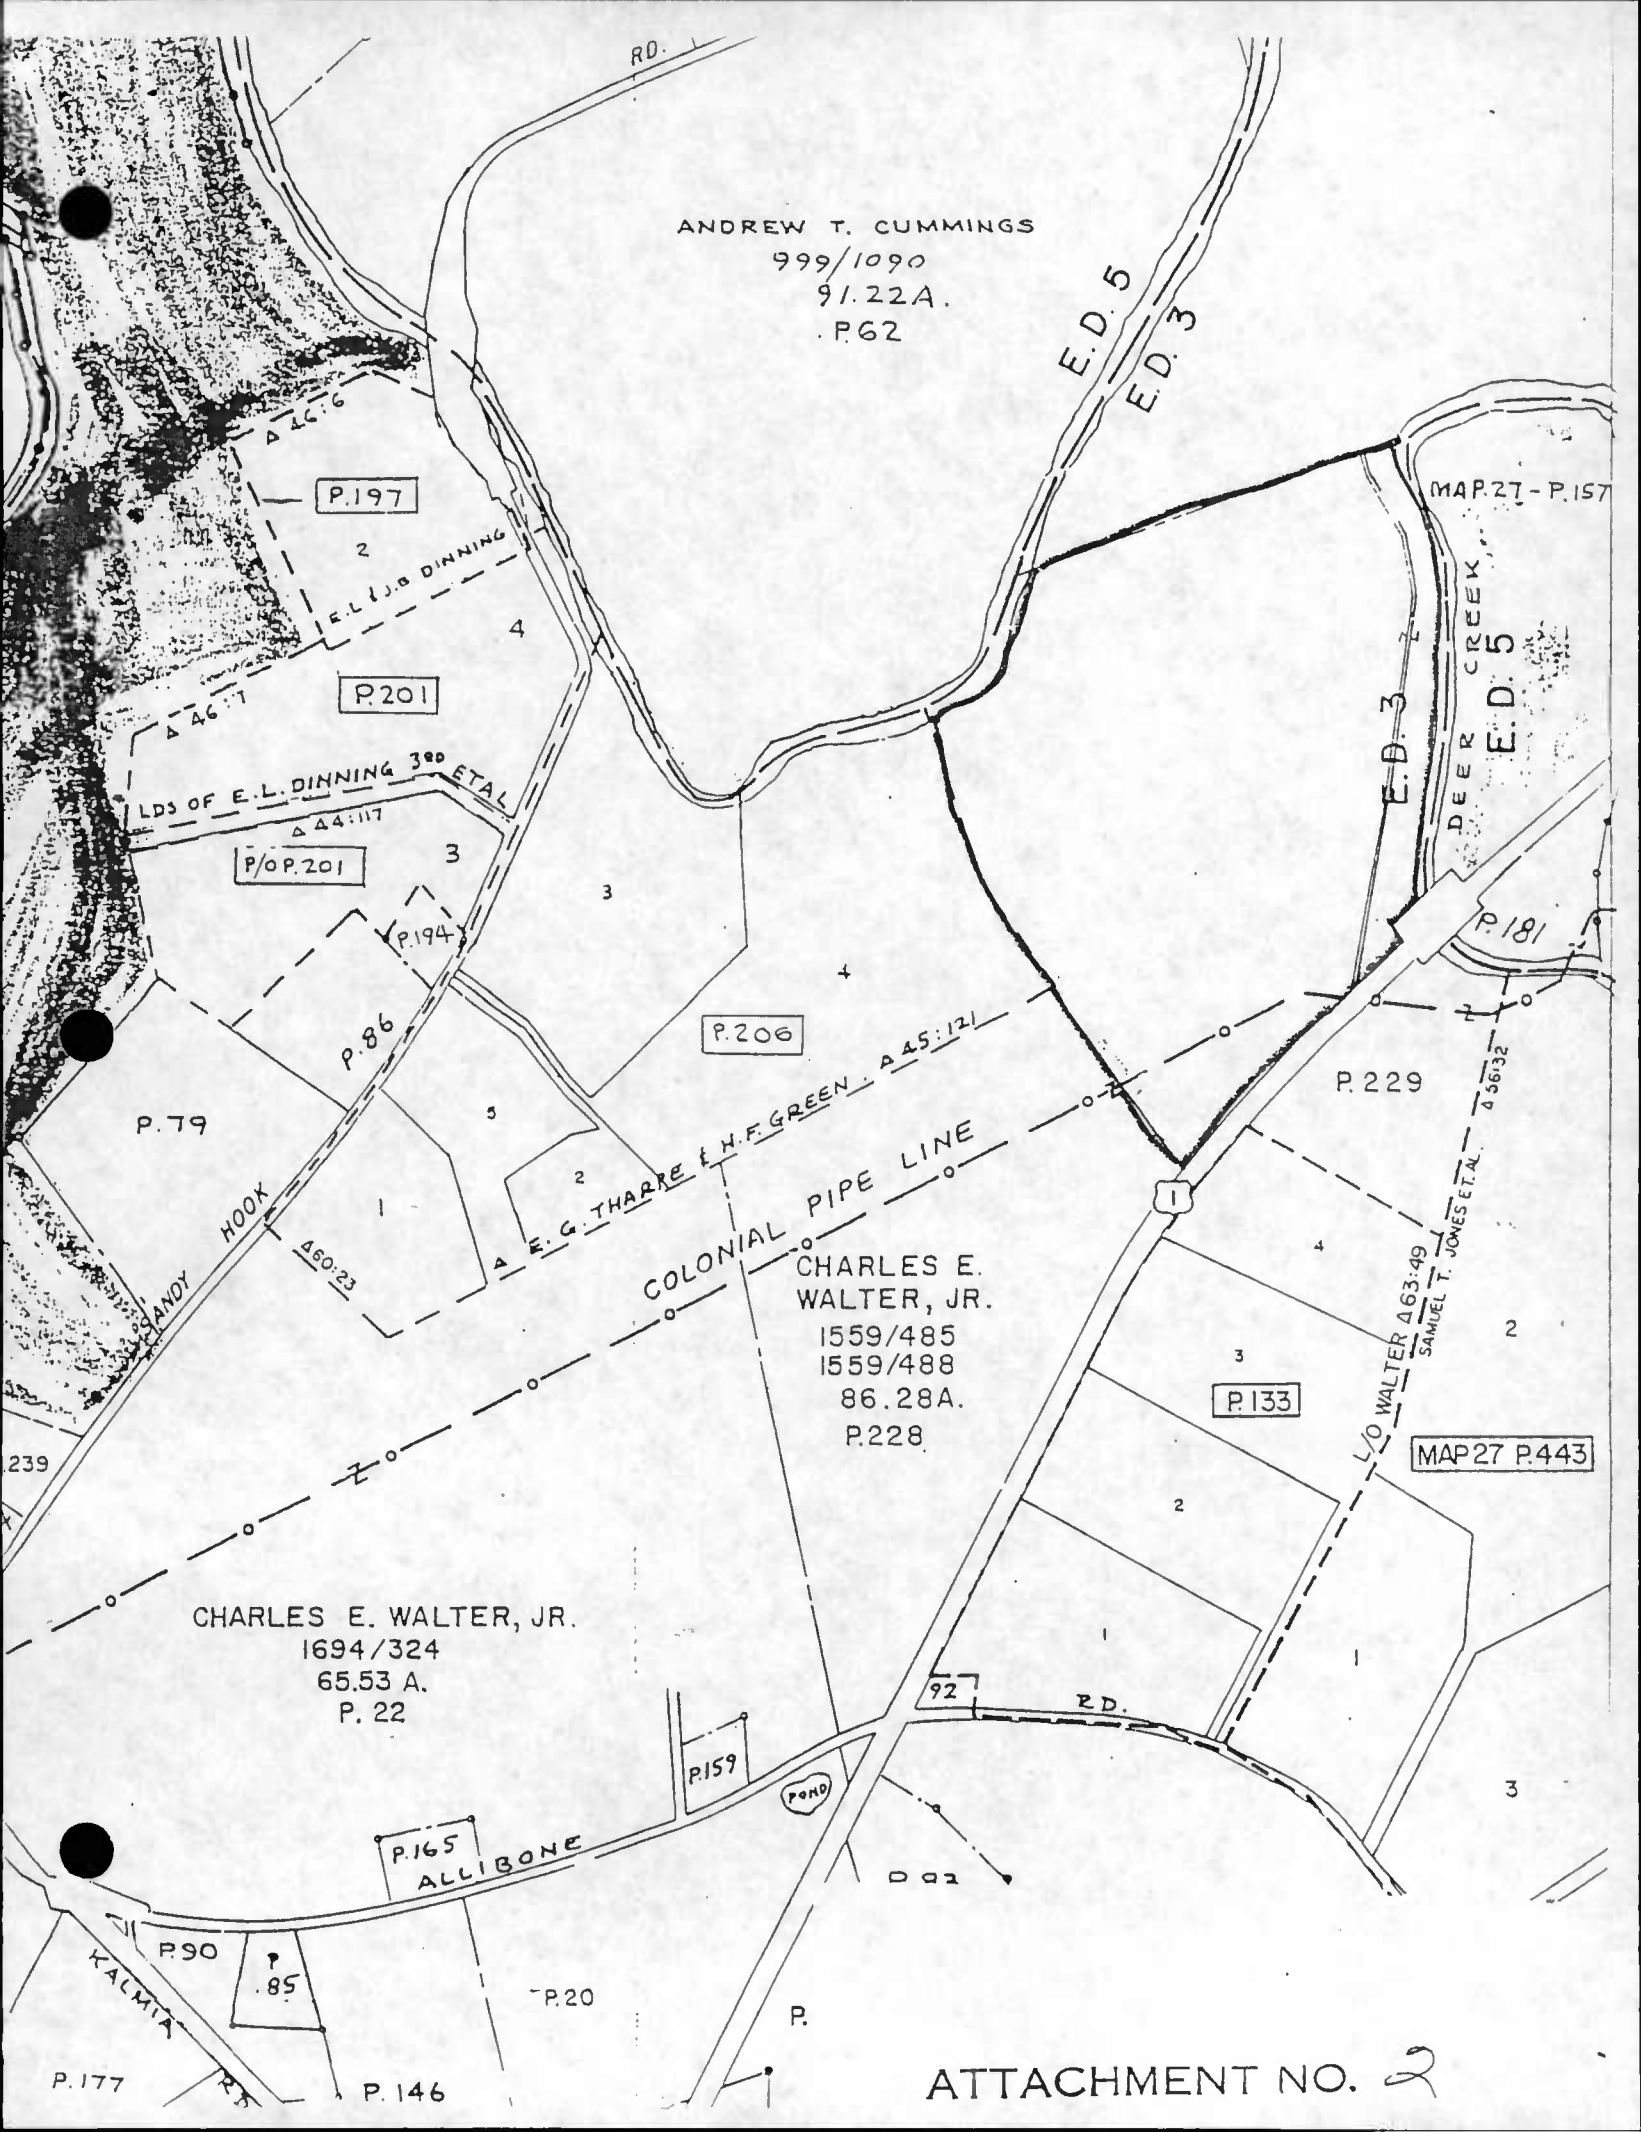 RD.
ANDREW T. CUMMINGS
999/1090
91.22A.
P.62
E.D. 5
E.D. 3
Δ 46:6
P.197
2
MAP.27-P.157
E.L & J.B DINNING
4
DEER CREEK
E.D. 5
E.D. 3
P.201
Δ 46:7
LDS OF E.L. DINNING 3RD ETAL
Δ 44:117
P/O P.201
3
3
P.194
P.181
4
P.86
P.206
Δ E.G. THARPE & H.F. GREEN. Δ 45:121
P.229
Δ 56:32
P.79
5
2
1
SANDY HOOK
Δ60:23
COLONIAL PIPE LINE
1
CHARLES E.
WALTER, JR.
1559/485
1559/488
86.28A.
P.228
4
L/O WALTER Δ63:49
SAMUEL T. JONES ET.AL.
2
3
P.133
MAP27 P.443
239
2
CHARLES E. WALTER, JR.
1694/324
65.53 A.
P. 22
1
1
92
RD.
P.159
POND
3
P.165
ALLIBONE
P.90
P
.85
KALMIA
RD
P.20
P.
P.177
P.146
ATTACHMENT NO. 2